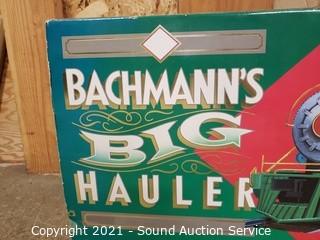 BACHMANN'S
BIG
HAULER
Copyright 2021 - Sound Auction Service